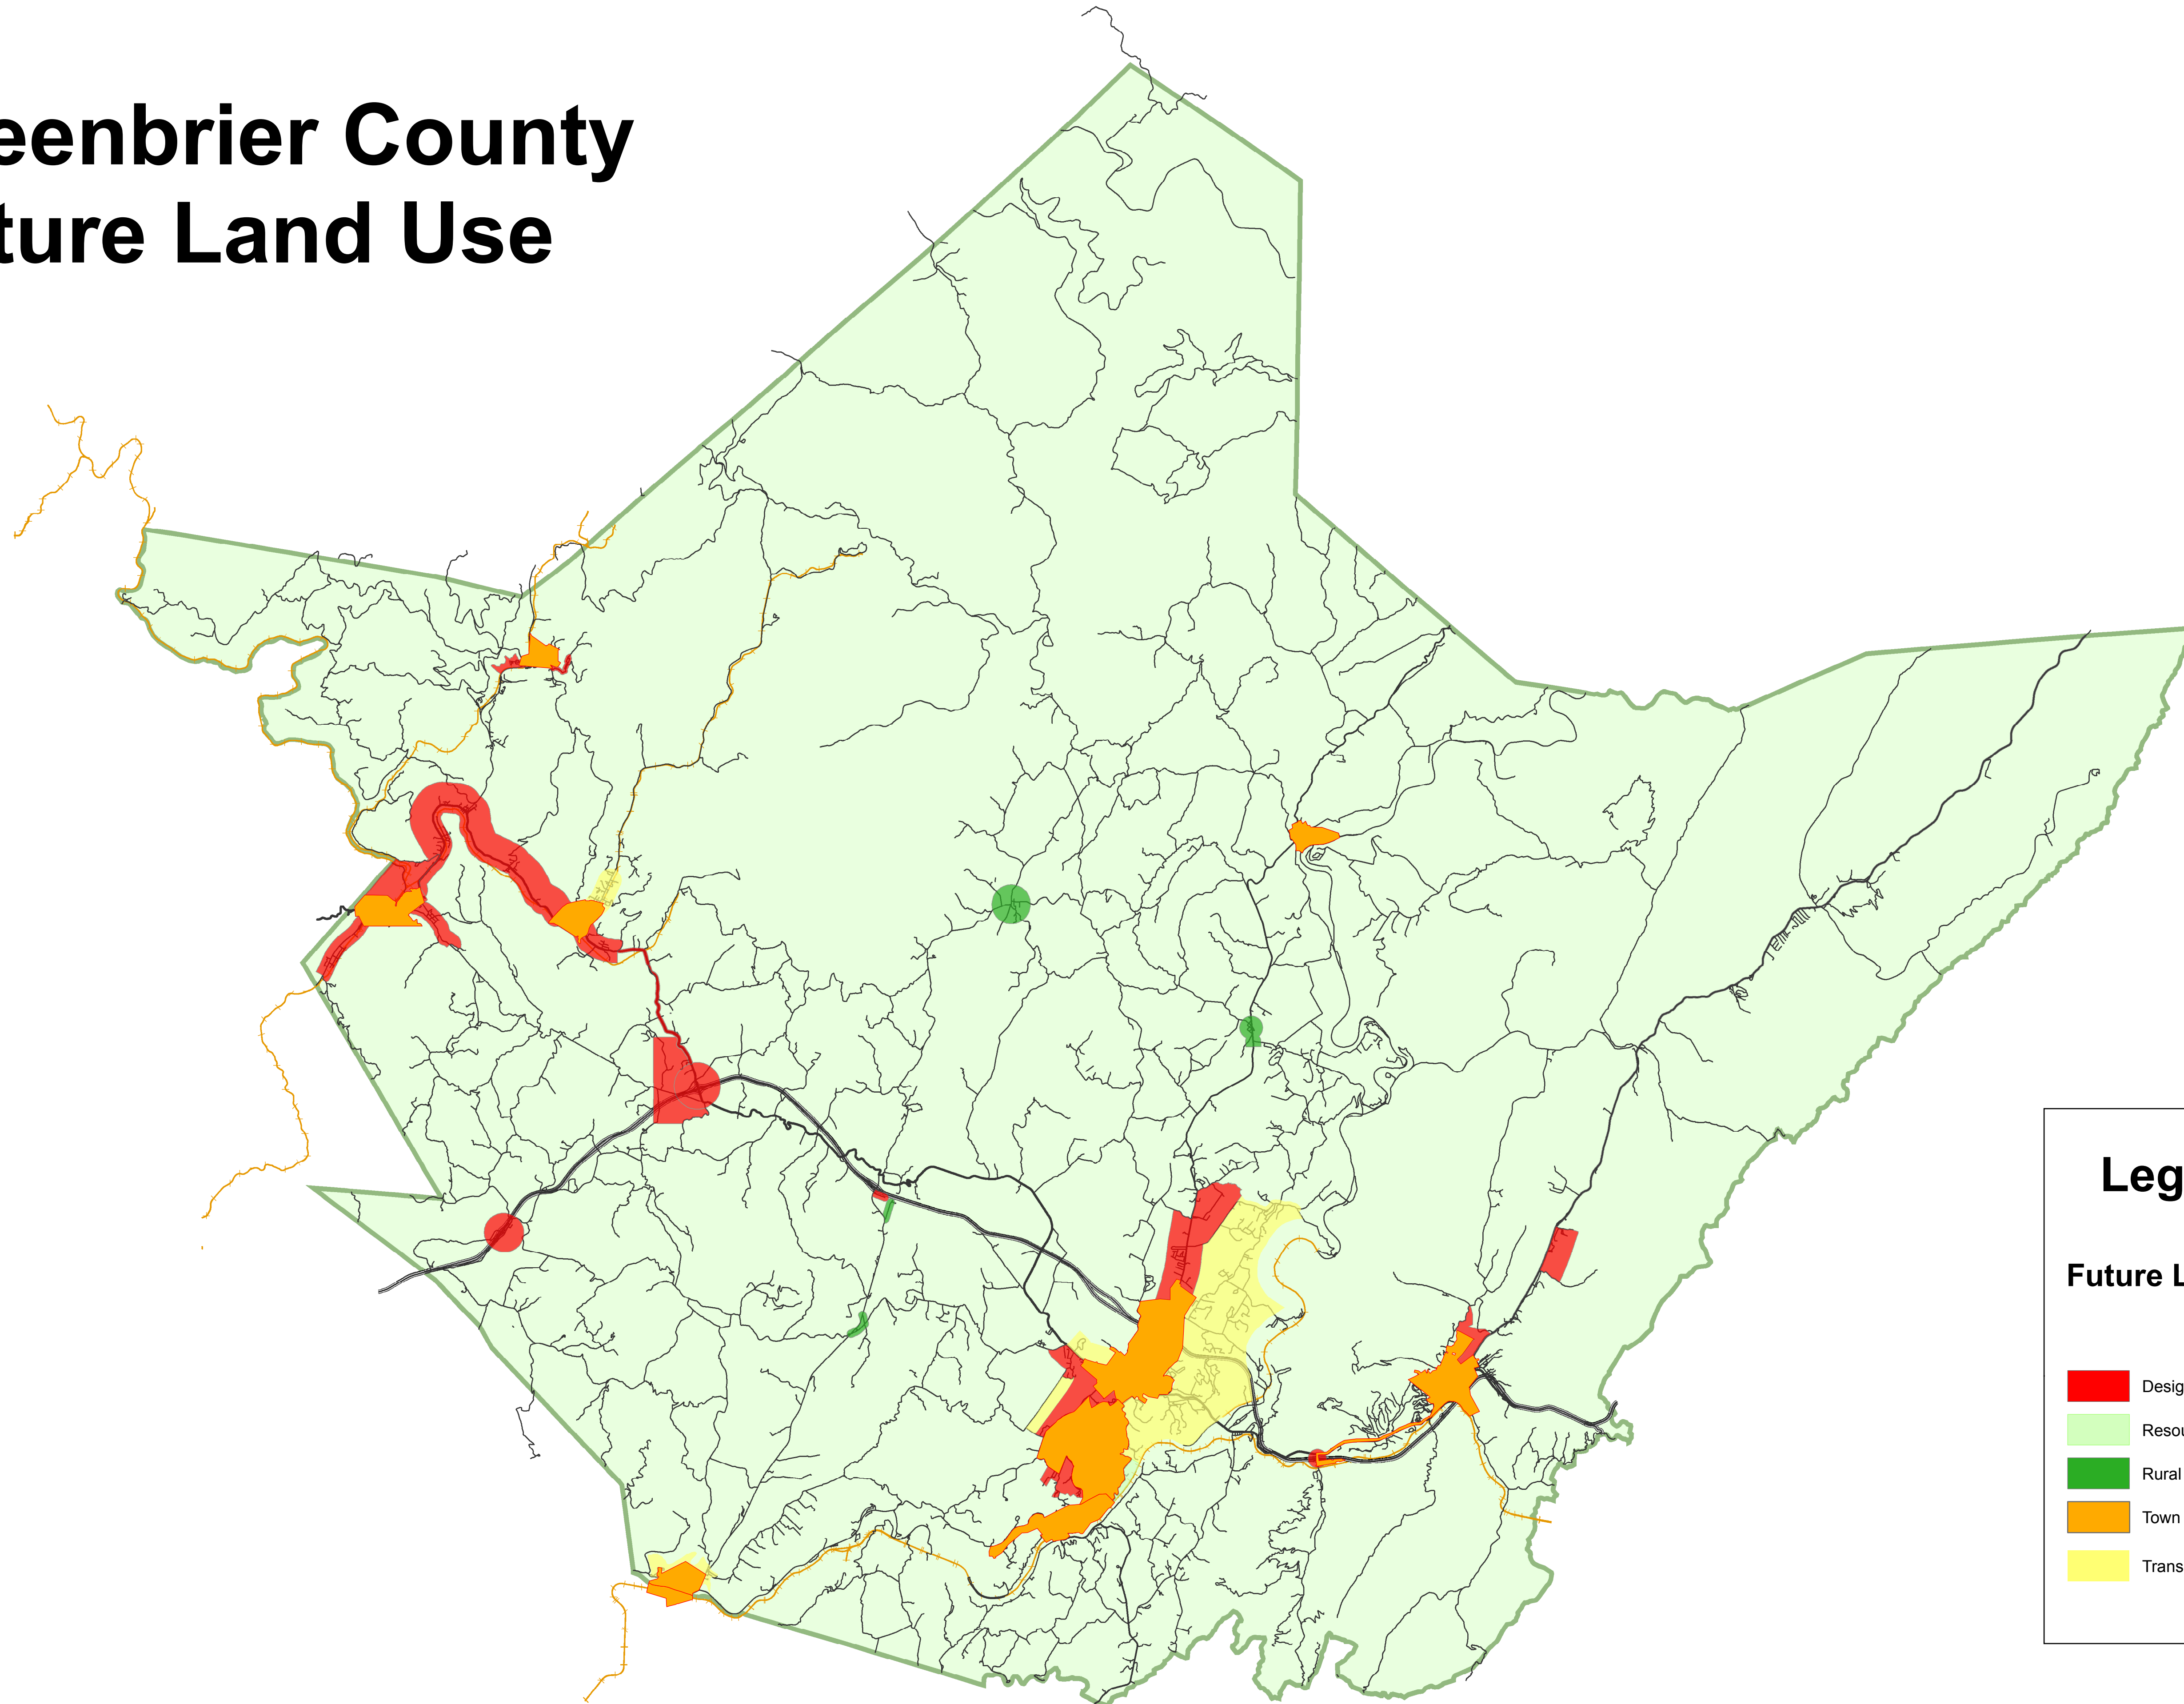 eenbrier County
ture Land Use
Leg
Future L
Desig
Resou
Rural
Town
Trans